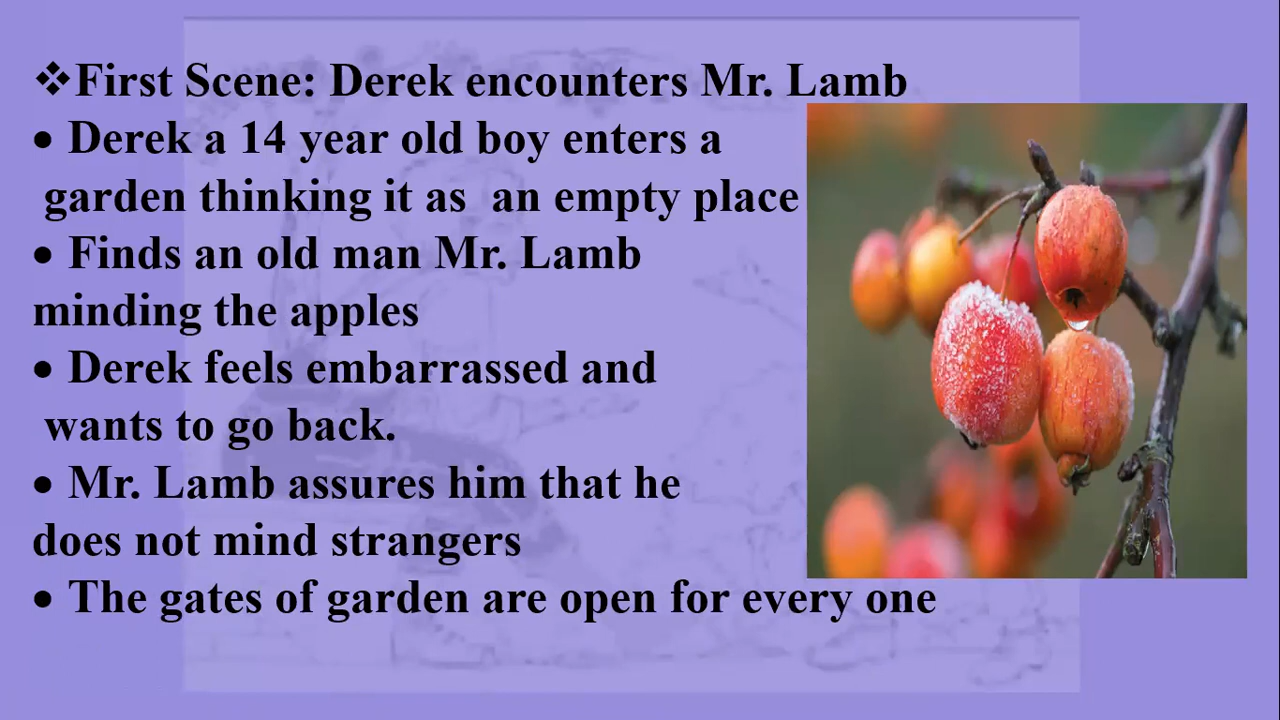 ❖First Scene: Derek encounters Mr. Lamb
• Derek a 14 year old boy enters a
garden thinking it as an empty place
• Finds an old man Mr. Lamb
minding the apples
• Derek feels embarrassed and
wants to go back.
• Mr. Lamb assures him that he
does not mind strangers
• The gates of garden are open for every one